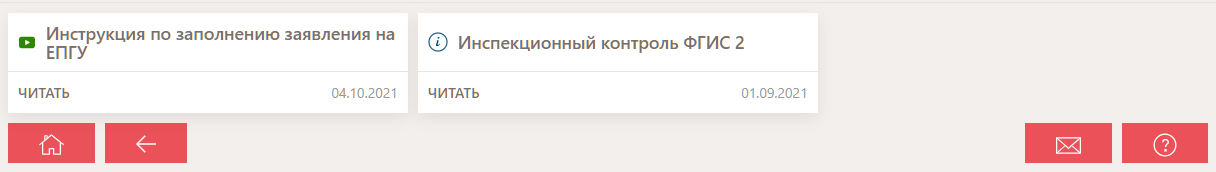 Инструкция по заполнению заявления на
ЕПГУ
Инспекционный контроль ФГИС 2
ЧИТАТЬ 04.10.2021
ЧИТАТЬ 01.09.2021